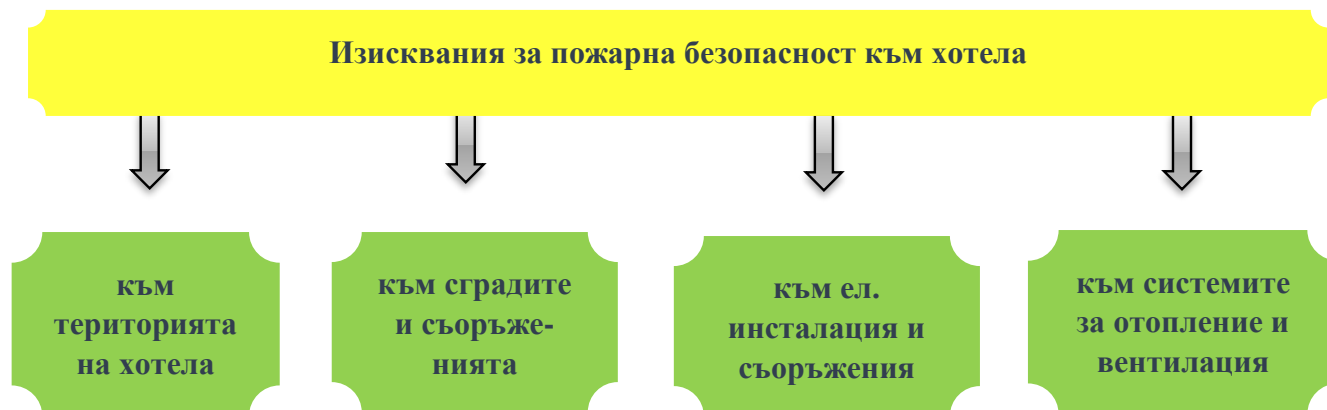 Изисквания за пожарна безопасност към хотела
към
територията
на хотела
към сградите
и съоръже-
нията
към ел.
инсталация и
съоръжения
към системите
за отопление и
вентилация